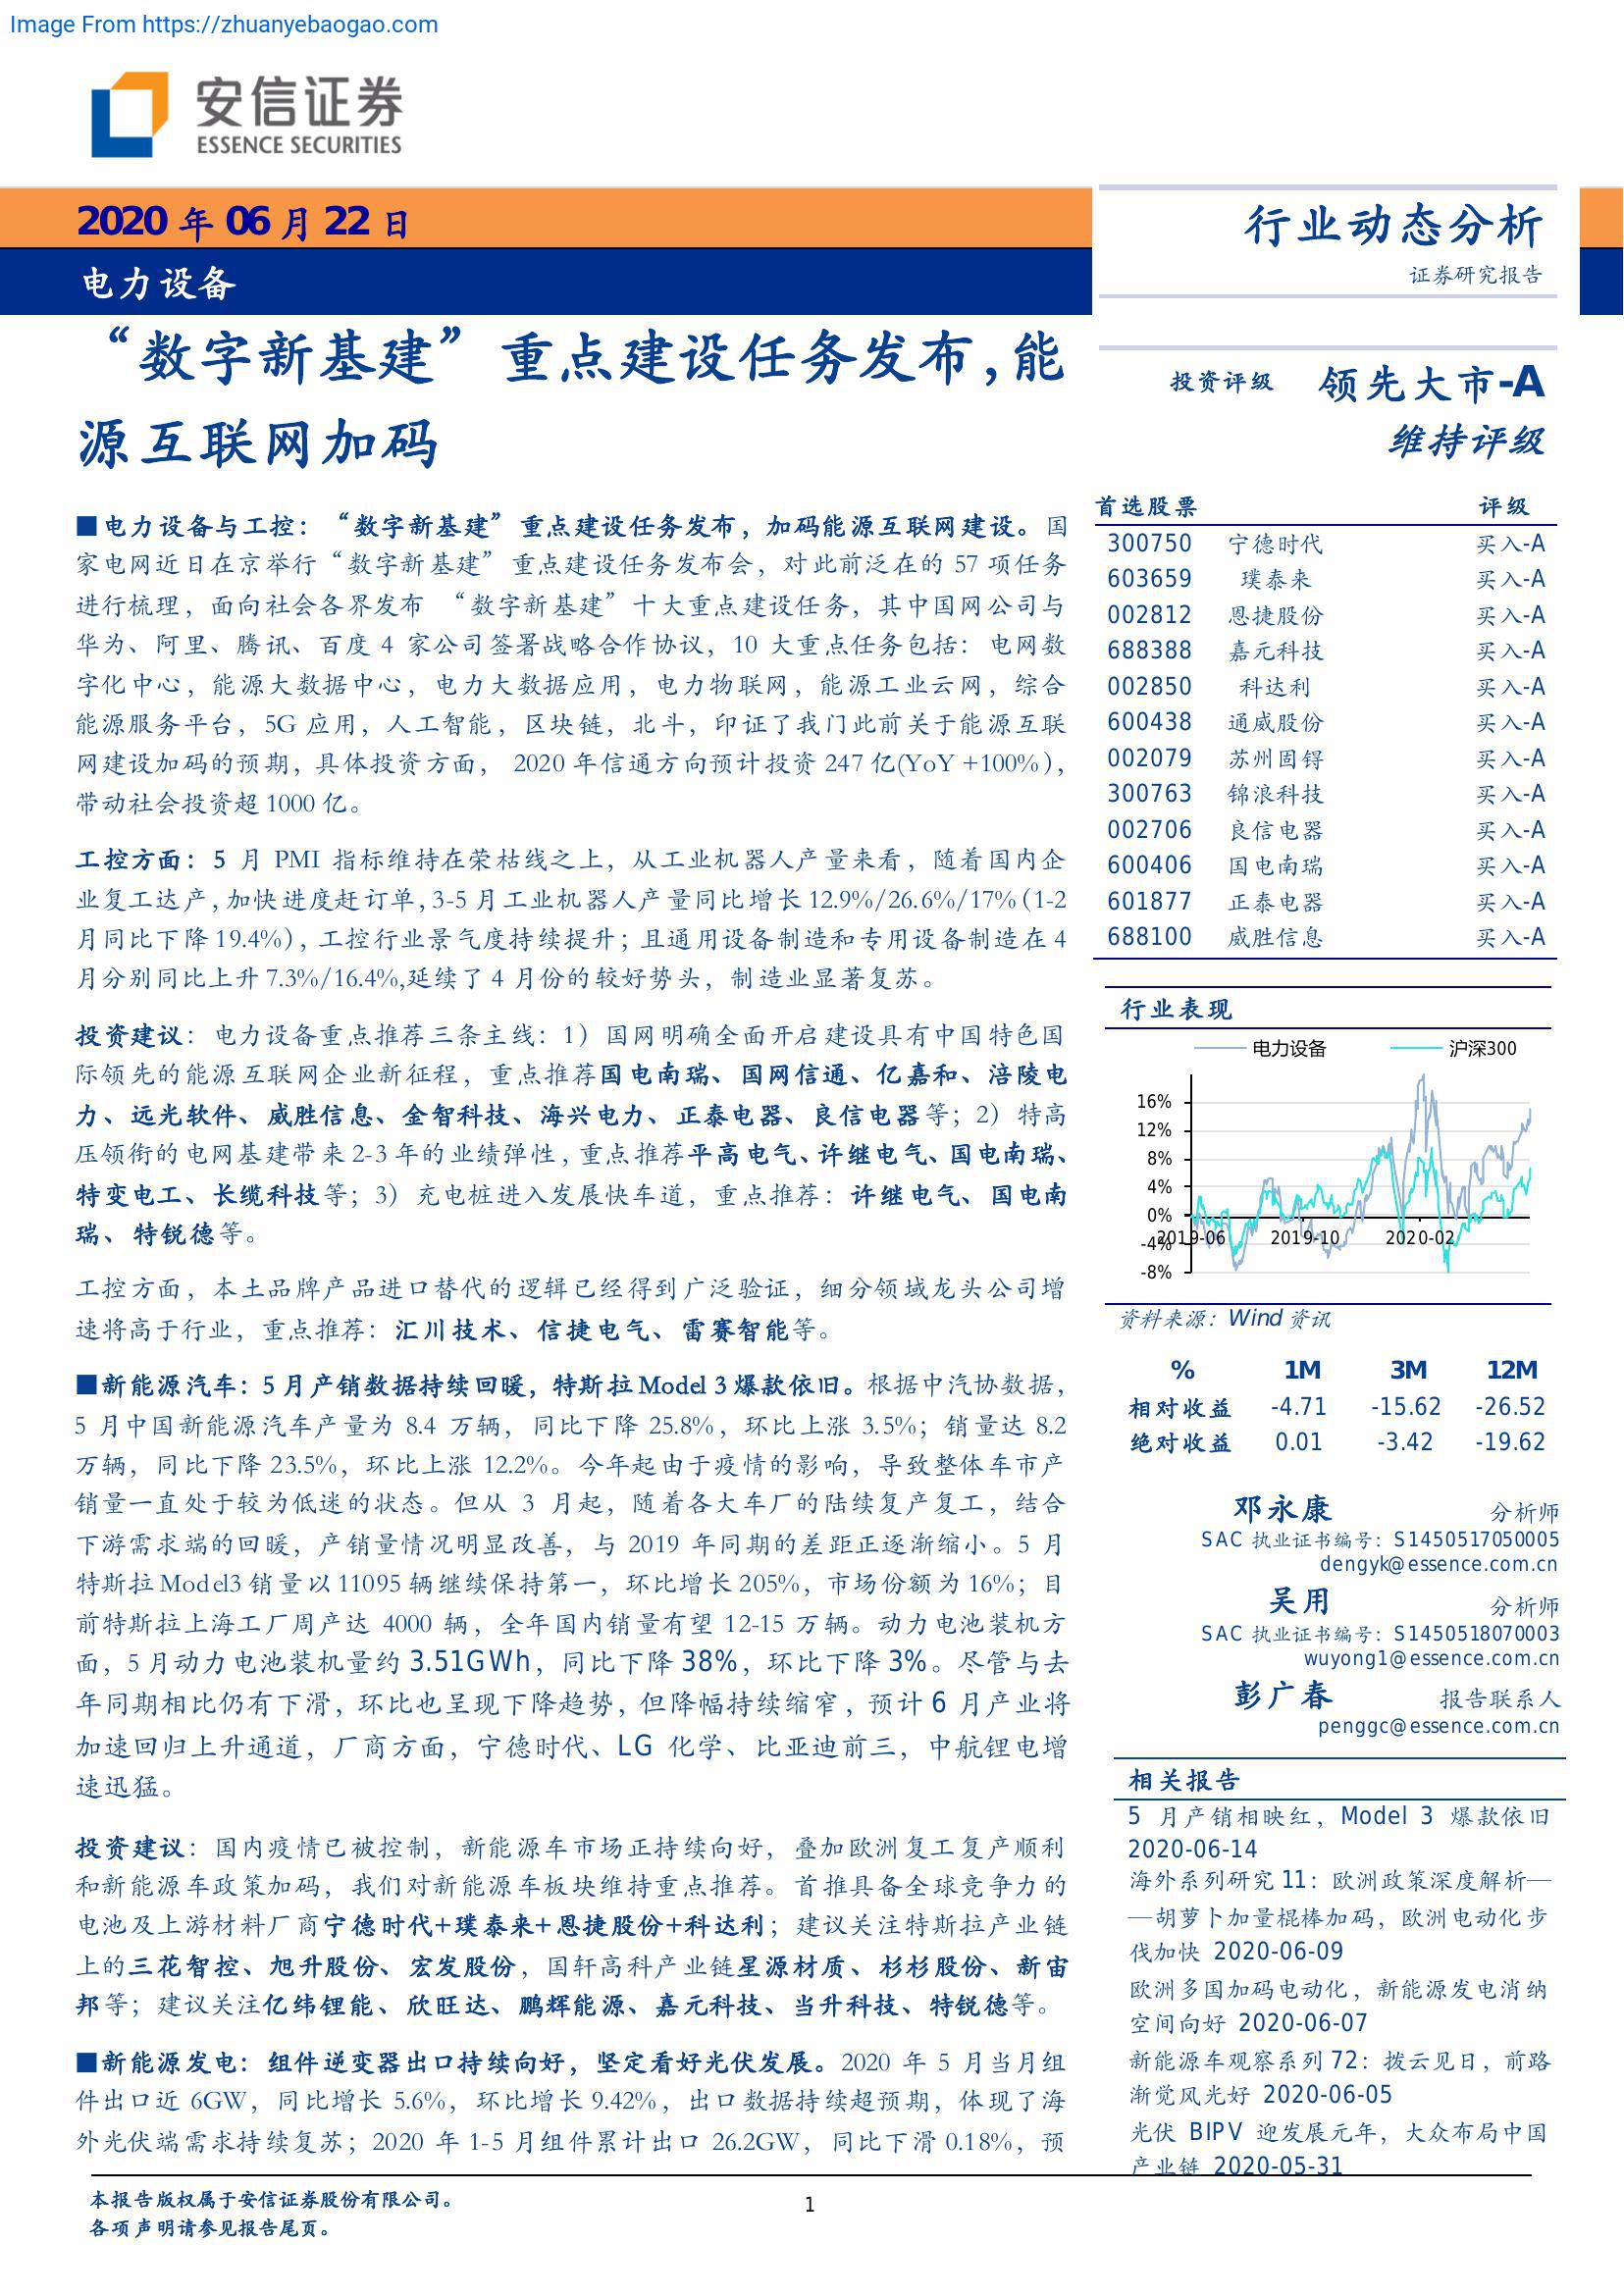 Image From https://zhuanyebaogao.com
安信证券
ESSENCE SECURITIES
2020 年 06 月 22 日
电力设备
行业动态分析
证券研究报告
“数字新基建”重点建设任务发布，能
源互联网加码
■电力设备与工控：“数字新基建”重点建设任务发布，加码能源互联网建设。国
家电网近日在京举行“数字新基建”重点建设任务发布会，对此前泛在的 57 项任务
进行梳理，面向社会各界发布 “数字新基建”十大重点建设任务，其中国网公司与
华为、阿里、腾讯、百度 4 家公司签署战略合作协议，10 大重点任务包括：电网数
字化中心，能源大数据中心，电力大数据应用，电力物联网，能源工业云网，综合
能源服务平台，5G 应用，人工智能，区块链，北斗，印证了我门此前关于能源互联
网建设加码的预期，具体投资方面， 2020 年信通方向预计投资 247 亿(YoY +100%)，
带动社会投资超 1000 亿。
工控方面：5 月 PMI 指标维持在荣枯线之上，从工业机器人产量来看，随着国内企
业复工达产，加快进度赶订单，3-5 月工业机器人产量同比增长 12.9%/26.6%/17%（1-2
月同比下降 19.4%），工控行业景气度持续提升；且通用设备制造和专用设备制造在 4
月分别同比上升 7.3%/16.4%,延续了 4 月份的较好势头，制造业显著复苏。
投资建议：电力设备重点推荐三条主线：1）国网明确全面开启建设具有中国特色国
际领先的能源互联网企业新征程，重点推荐国电南瑞、国网信通、亿嘉和、涪陵电
力、远光软件、威胜信息、金智科技、海兴电力、正泰电器、良信电器等；2）特高
压领衔的电网基建带来 2-3 年的业绩弹性，重点推荐平高电气、许继电气、国电南瑞、
特变电工、长缆科技等；3）充电桩进入发展快车道，重点推荐：许继电气、国电南
瑞、特锐德等。
工控方面，本土品牌产品进口替代的逻辑已经得到广泛验证，细分领域龙头公司增
速将高于行业，重点推荐：汇川技术、信捷电气、雷赛智能等。
■新能源汽车：5 月产销数据持续回暖，特斯拉 Model 3 爆款依旧。根据中汽协数据，
5 月中国新能源汽车产量为 8.4 万辆，同比下降 25.8%，环比上涨 3.5%；销量达 8.2
万辆，同比下降 23.5%，环比上涨 12.2%。今年起由于疫情的影响，导致整体车市产
销量一直处于较为低迷的状态。但从 3 月起，随着各大车厂的陆续复产复工，结合
下游需求端的回暖，产销量情况明显改善，与 2019 年同期的差距正逐渐缩小。5 月
特斯拉 Model3 销量以 11095 辆继续保持第一，环比增长 205%，市场份额为 16%；目
前特斯拉上海工厂周产达 4000 辆，全年国内销量有望 12-15 万辆。动力电池装机方
面，5 月动力电池装机量约 3.51GWh，同比下降 38%，环比下降 3%。尽管与去
年同期相比仍有下滑，环比也呈现下降趋势，但降幅持续缩窄，预计 6 月产业将
加速回归上升通道，厂商方面，宁德时代、LG 化学、比亚迪前三，中航锂电增
速迅猛。
投资建议：国内疫情已被控制，新能源车市场正持续向好，叠加欧洲复工复产顺利
和新能源车政策加码，我们对新能源车板块维持重点推荐。首推具备全球竞争力的
电池及上游材料厂商宁德时代+璞泰来+恩捷股份+科达利；建议关注特斯拉产业链
上的三花智控、旭升股份、宏发股份，国轩高科产业链星源材质、杉杉股份、新宙
邦等；建议关注亿纬锂能、欣旺达、鹏辉能源、嘉元科技、当升科技、特锐德等。
■新能源发电：组件逆变器出口持续向好，坚定看好光伏发展。2020 年 5 月当月组
件出口近 6GW，同比增长 5.6%，环比增长 9.42%，出口数据持续超预期，体现了海
外光伏端需求持续复苏；2020 年 1-5 月组件累计出口 26.2GW，同比下滑 0.18%，预
投资评级 领先大市-A
维持评级
首选股票 评级
300750 宁德时代 买入-A
603659 璞泰来 买入-A
002812 恩捷股份 买入-A
688388 嘉元科技 买入-A
002850 科达利 买入-A
600438 通威股份 买入-A
002079 苏州固锝 买入-A
300763 锦浪科技 买入-A
002706 良信电器 买入-A
600406 国电南瑞 买入-A
601877 正泰电器 买入-A
688100 威胜信息 买入-A
行业表现
电力设备 沪深300
16%
12%
8%
4%
0%
-4%
-8%
2019-06 2019-10 2020-02
资料来源：Wind 资讯
% 1M 3M 12M
相对收益 -4.71 -15.62 -26.52
绝对收益 0.01 -3.42 -19.62
邓永康 分析师
SAC 执业证书编号：S1450517050005
dengyk@essence.com.cn
吴用 分析师
SAC 执业证书编号：S1450518070003
wuyong1@essence.com.cn
彭广春 报告联系人
penggc@essence.com.cn
相关报告
5 月产销相映红，Model 3 爆款依旧
2020-06-14
海外系列研究 11：欧洲政策深度解析—
—胡萝卜加量棍棒加码，欧洲电动化步
伐加快 2020-06-09
欧洲多国加码电动化，新能源发电消纳
空间向好 2020-06-07
新能源车观察系列 72：拨云见日，前路
渐觉风光好 2020-06-05
光伏 BIPV 迎发展元年，大众布局中国
产业链 2020-05-31
本报告版权属于安信证券股份有限公司。
各项声明请参见报告尾页。
1